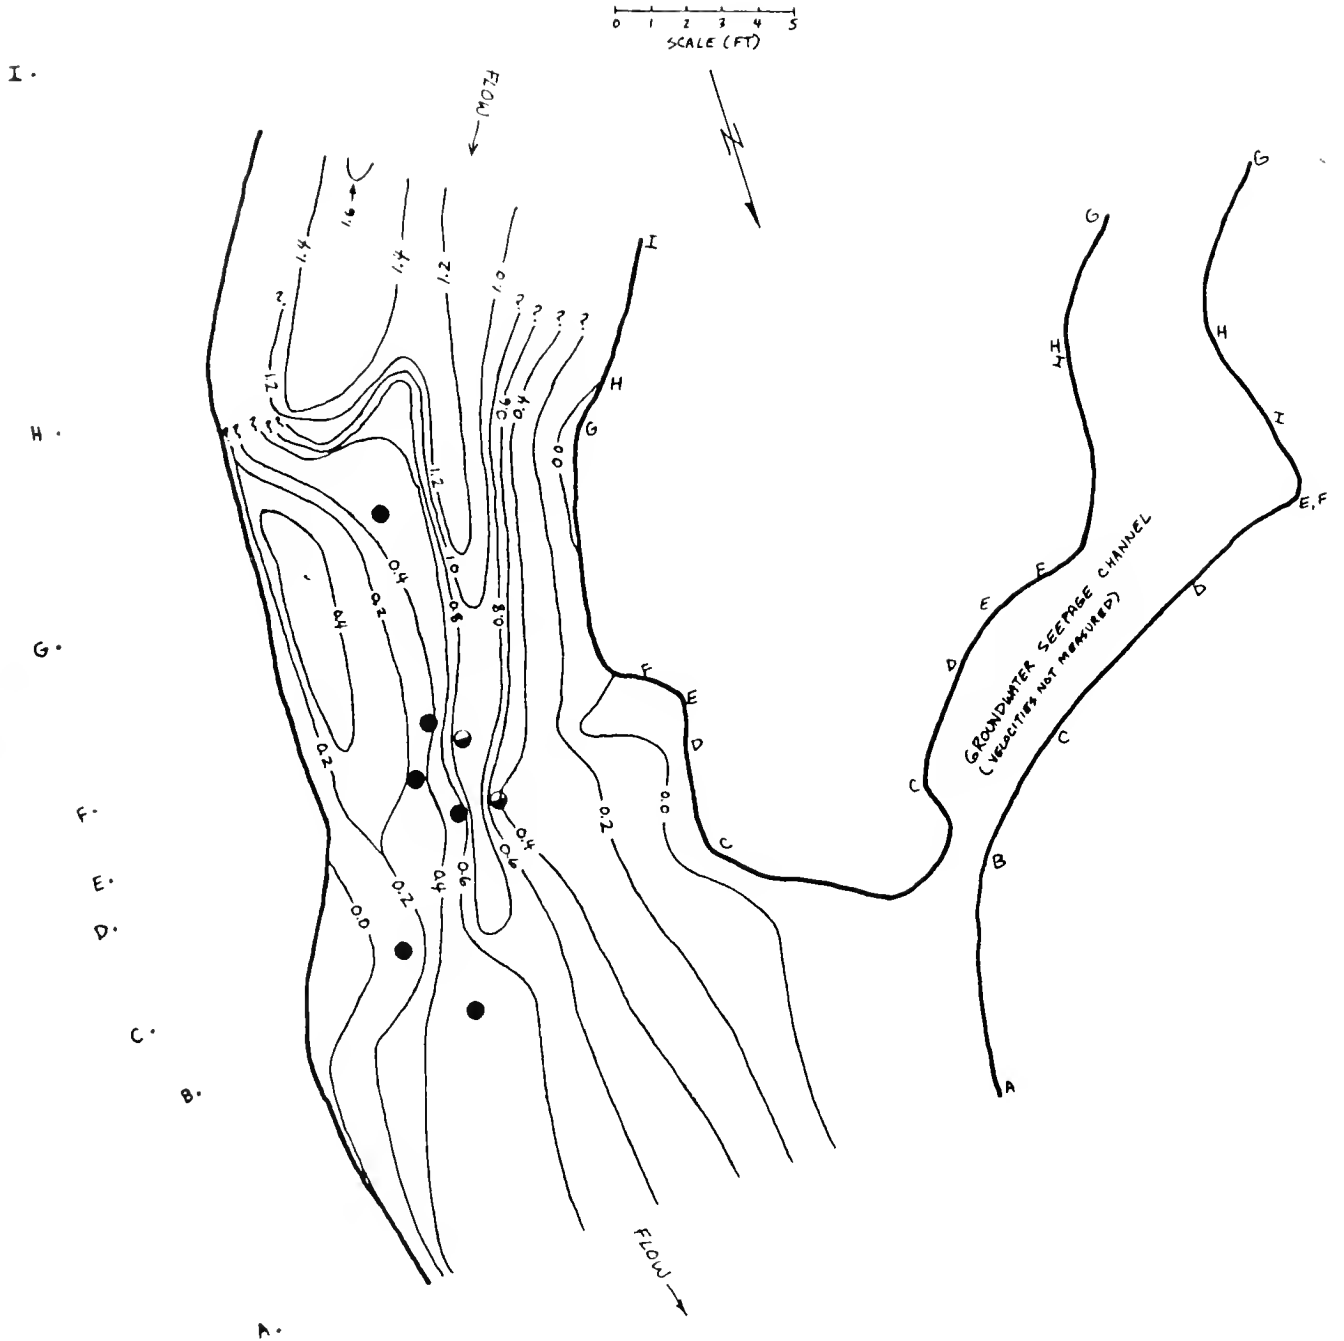 0 1 2 3 4 5
SCALE (FT)
I.
FLOW
G
1.6
G
I
1.4
1.4
1.2
1.0
?
? ? ? ?
H
H
I
1.2
H
0.6
0.4
H.
? ? ? ?
G
I
0.0
1.2
E, F
1.0
0.4
F
D
0.2
0.8
0.8
E
0.4
GROUNDWATER SEEPAGE CHANNEL
(VELOCITIES NOT MEASURED)
G.
F
D
E
0.2
D
C
C
F.
0.2
0.0
0.4
C
0.6
B
E.
0.2
0.4
0.6
0.0
D.
C.
B.
A
FLOW
A.